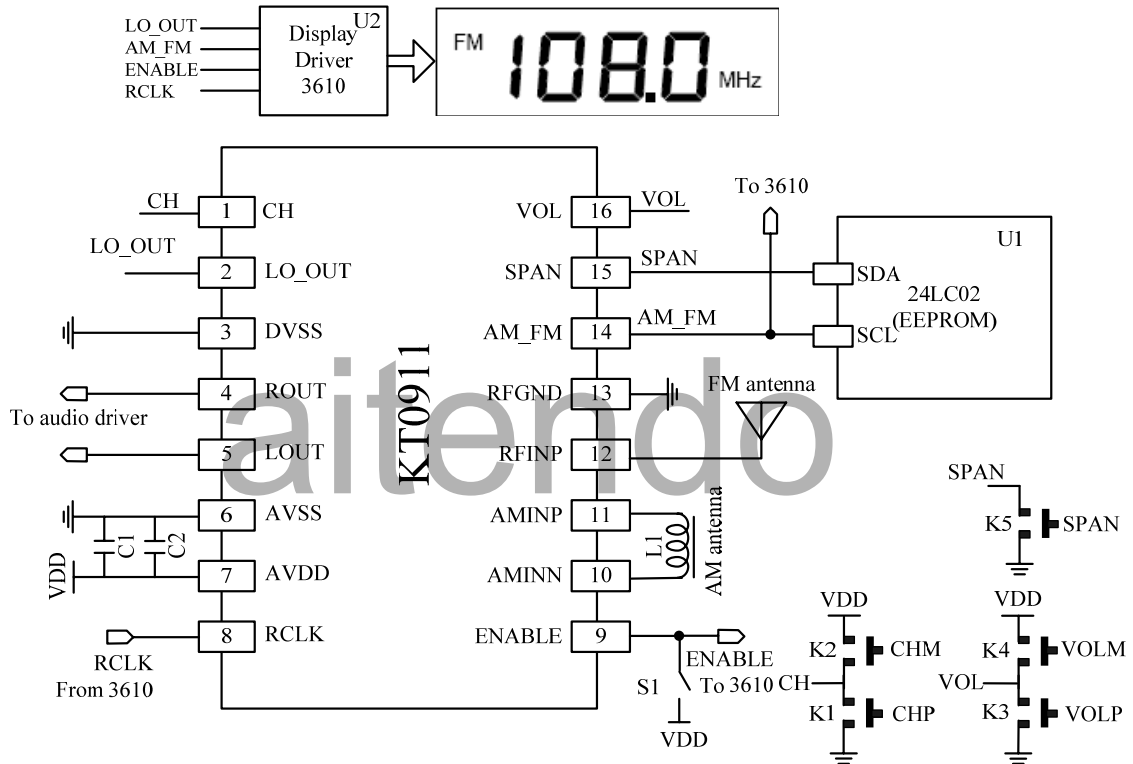 LO_OUT
AM_FM
ENABLE
RCLK
U2
Display
Driver
3610
FM
108.0
MHz
CH
1
CH
LO_OUT
2
LO_OUT
3
DVSS
4
ROUT
To audio driver
5
LOUT
6
AVSS
C1
C2
VDD
7
AVDD
8
RCLK
RCLK
From 3610
KT0911
VOL
16
VOL
SPAN
15
SPAN
AM_FM
14
AM_FM
RFGND
13
RFINP
12
FM antenna
AMINP
11
L1
AM antenna
AMINN
10
ENABLE
9
ENABLE
To 3610
S1
VDD
To 3610
U1
SDA
24LC02
(EEPROM)
SCL
aitendo
SPAN
K5
SPAN
VDD
K2
CHM
CH
K1
CHP
VDD
K4
VOLM
VOL
K3
VOLP